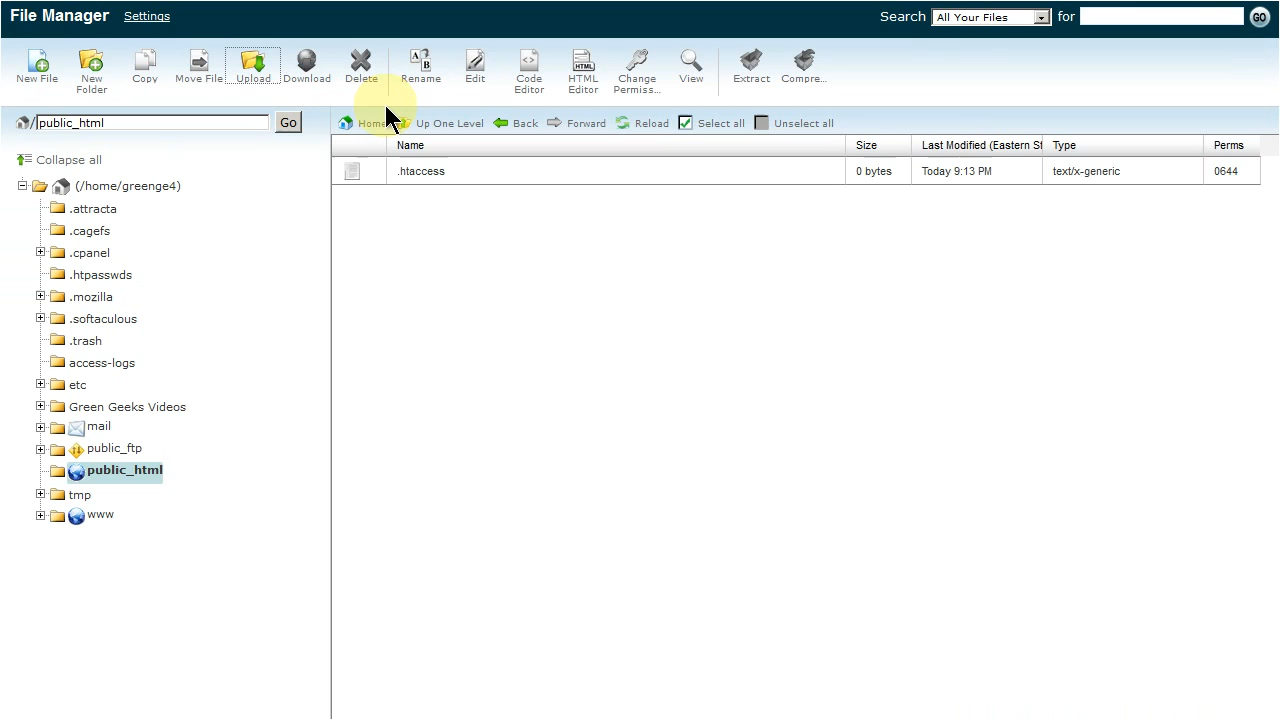 File Manager Settings Search All Your Files for GO
New File New Folder Copy Move File Upload Download Delete Rename Edit Code Editor HTML Editor Change Permiss... View Extract Compre...
/public_html Go Home Up One Level Back Forward Reload Select all Unselect all
Name Size Last Modified (Eastern St Type Perms
.htaccess 0 bytes Today 9:13 PM text/x-generic 0644
Collapse all
(/home/greenge4)
.attracta
.cagefs
.cpanel
.htpasswds
.mozilla
.softaculous
.trash
access-logs
etc
Green Geeks Videos
mail
public_ftp
public_html
tmp
www